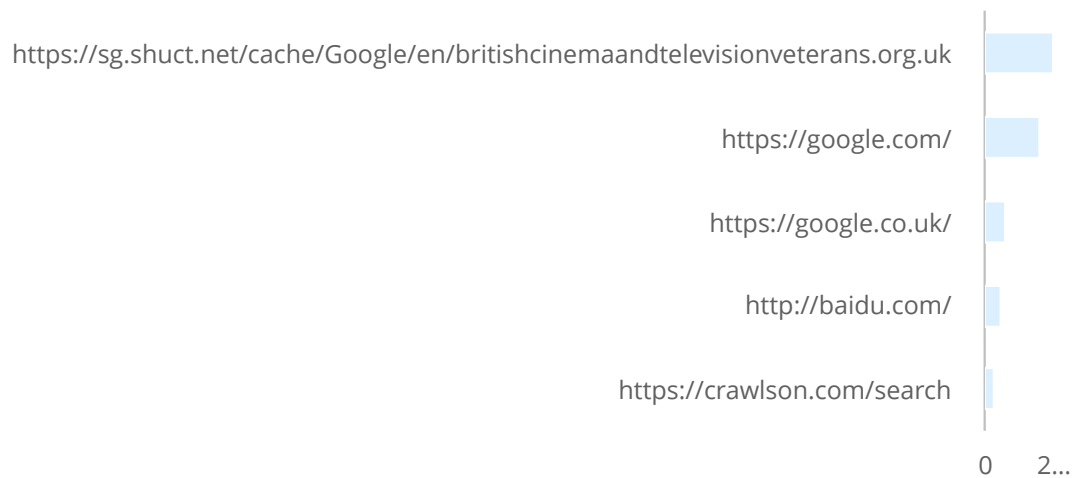 https://sg.shuct.net/cache/Google/en/britishcinemaandtelevisionveterans.org.uk
https://google.com/
https://google.co.uk/
http://baidu.com/
https://crawlson.com/search
0 2...